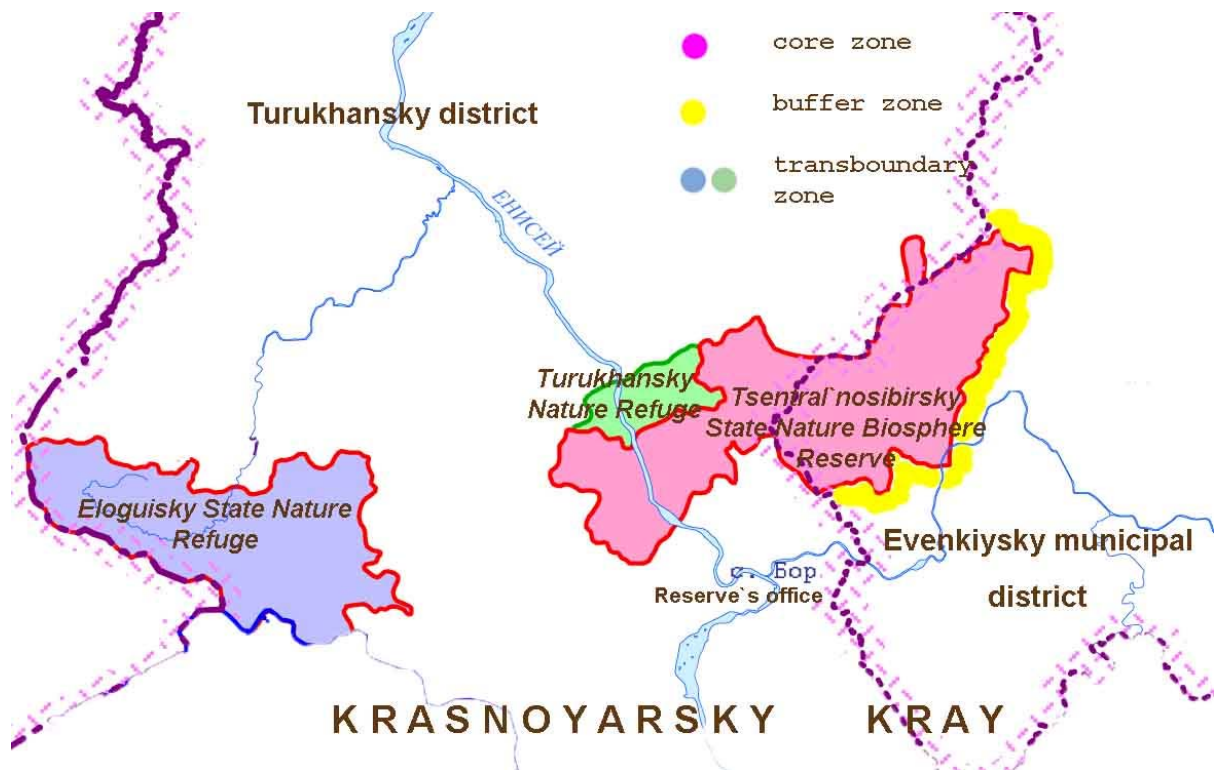 core zone
buffer zone
transboundary
zone
Turukhansky district
ЕНИСЕЙ
Turukhansky
Nature Refuge
Tsentral`nosibirsky
State Nature Biosphere
Reserve
Eloguisky State Nature
Refuge
Evenkiysky municipal
district
с. Бор
Reserve`s office
KRASNOYARSKY KRAY